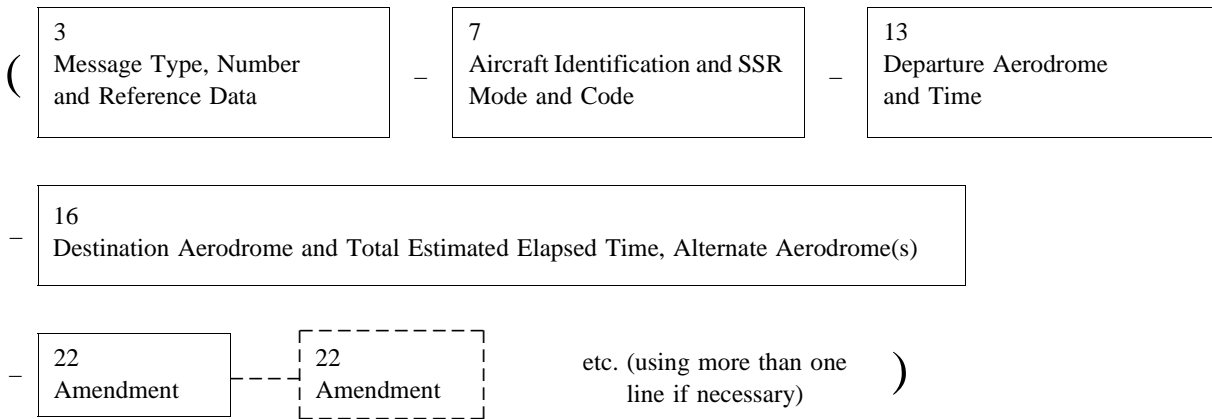 (
3
Message Type, Number
and Reference Data
–
7
Aircraft Identification and SSR
Mode and Code
–
13
Departure Aerodrome
and Time
–
16
Destination Aerodrome and Total Estimated Elapsed Time, Alternate Aerodrome(s)
–
22
Amendment
22
Amendment
etc. (using more than one
line if necessary)
)